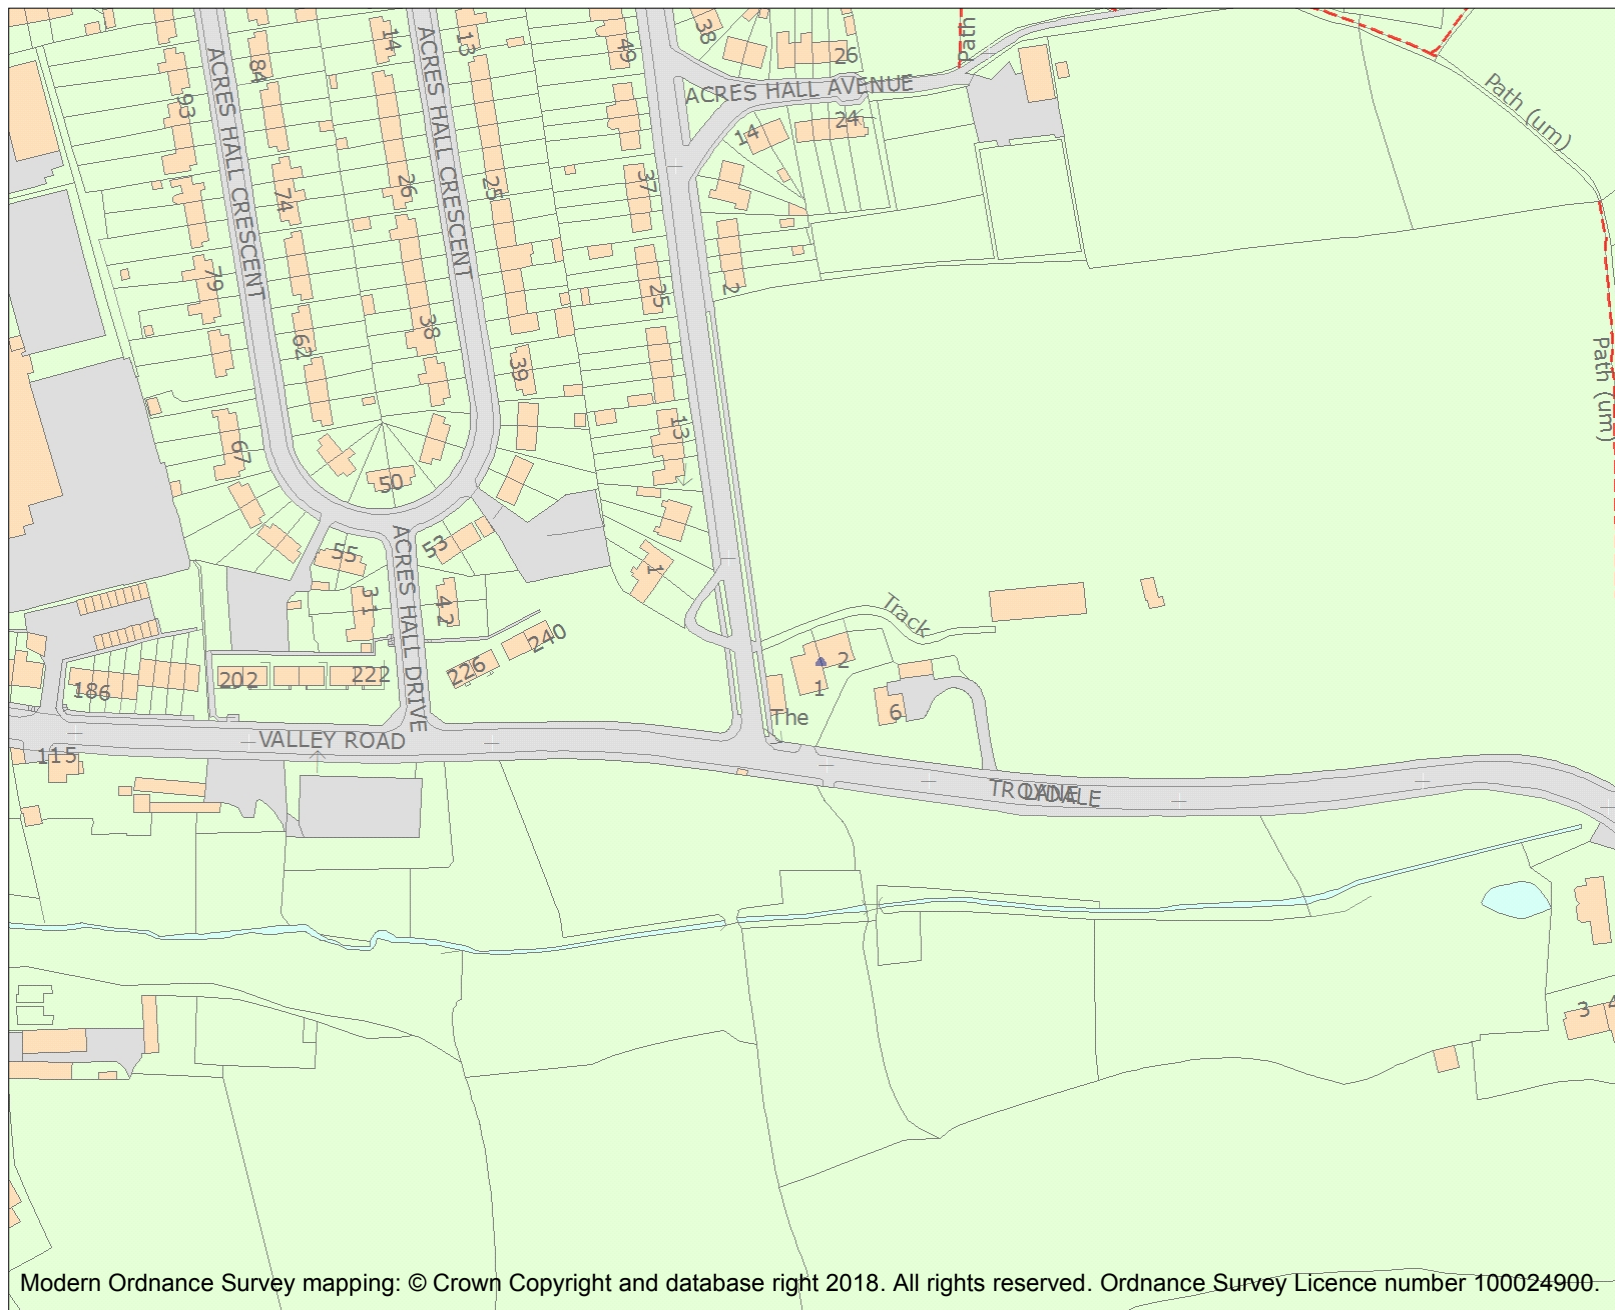 38
Path
84
14
13
49
26
ACRES HALL AVENUE
93
ACRES HALL CRESCENT
ACRES HALL CRESCENT
14
24
Path (um)
74
26
25
37
79
25
2
62
38
39
Path (um)
67
50
13
55
53
1
31
42
ACRES HALL DRIVE
Track
240
202
222
226
186
2
1
6
The
VALLEY ROAD
115
TROYDALE
LANE
3
4
Modern Ordnance Survey mapping: © Crown Copyright and database right 2018. All rights reserved. Ordnance Survey Licence number 100024900.